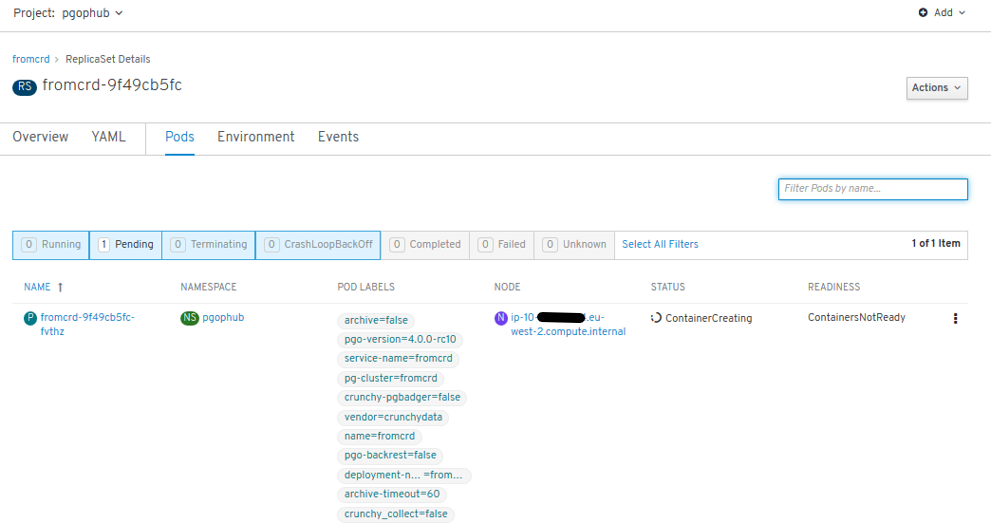 Project: pgophub
Add
fromcrd > ReplicaSet Details
RS fromcrd-9f49cb5fc
Actions
Overview YAML Pods Environment Events
Filter Pods by name...
0 Running 1 Pending 0 Terminating 0 CrashLoopBackOff 0 Completed 0 Failed 0 Unknown Select All Filters 1 of 1 Item
NAME ↑ NAMESPACE POD LABELS NODE STATUS READINESS
P fromcrd-9f49cb5fc-
fvthz
NS pgophub
archive=false
pgo-version=4.0.0-rc10
service-name=fromcrd
pg-cluster=fromcrd
crunchy-pgbadger=false
vendor=crunchydata
name=fromcrd
pgo-backrest=false
deployment-n... =from...
archive-timeout=60
crunchy_collect=false
N ip-10- .eu-
west-2.compute.internal
ContainerCreating
ContainersNotReady